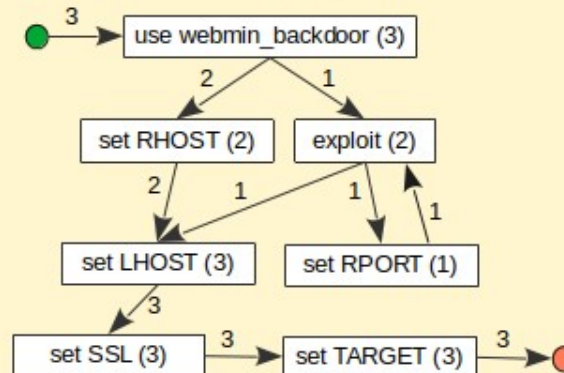 3
use webmin_backdoor (3)
2 1
set RHOST (2) exploit (2)
2 1 1 1
set LHOST (3) set RPORT (1)
3
set SSL (3) 3 set TARGET (3) 3